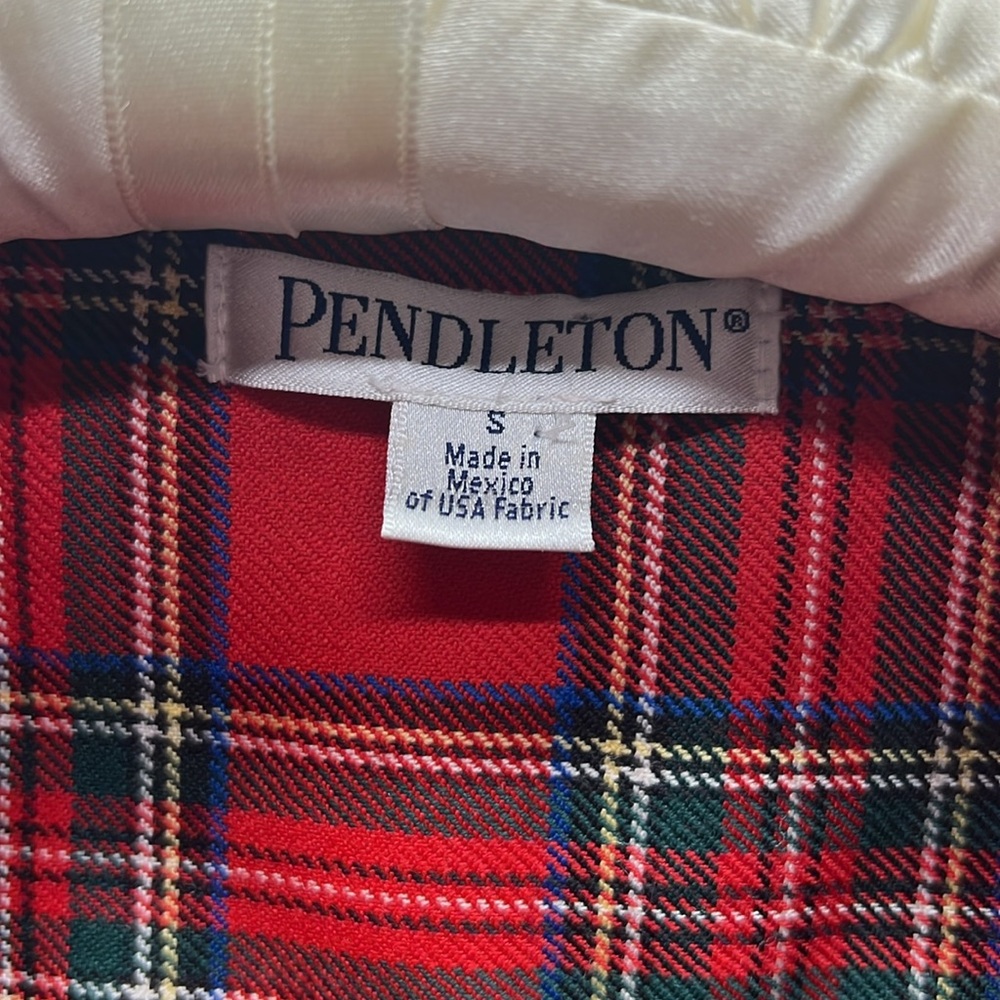 PENDLETON®
S
Made in
Mexico
of USA Fabric